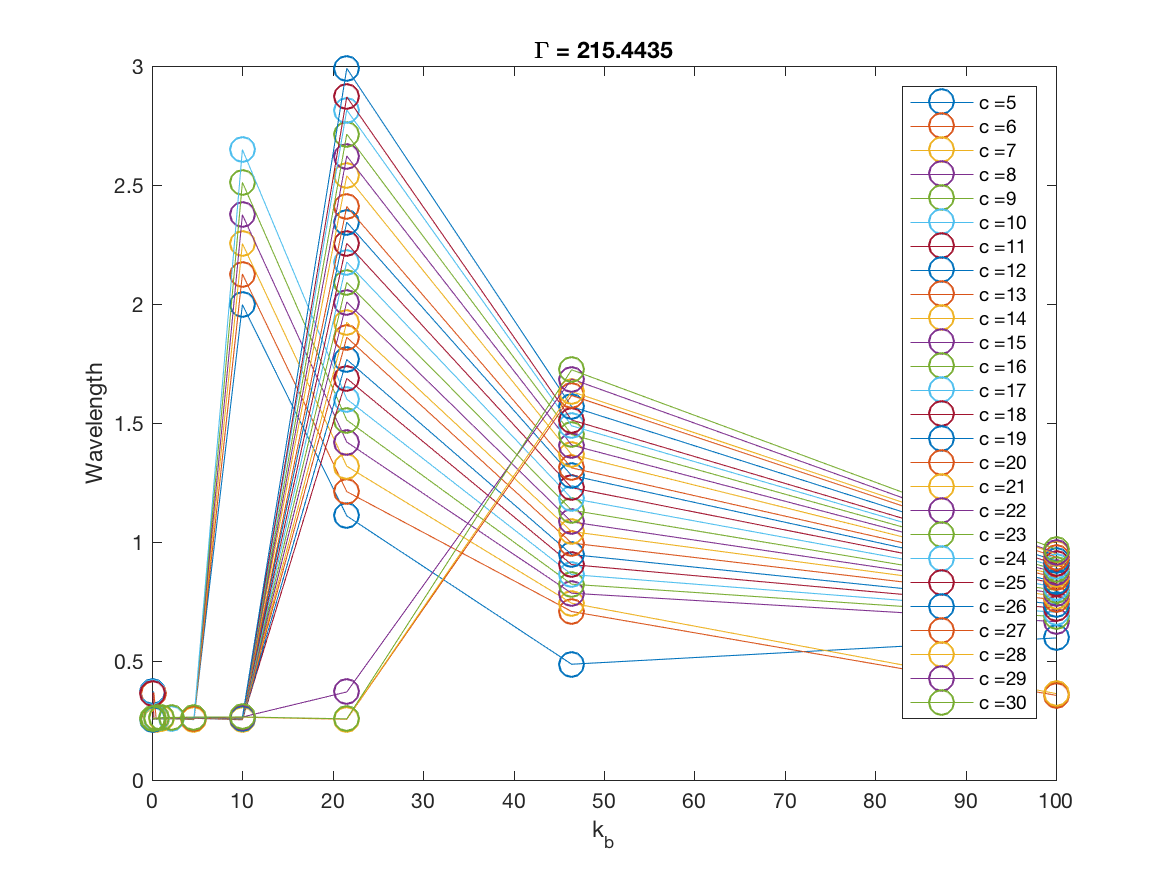 Γ = 215.4435
3
2.5
2
1.5
1
0.5
0
Wavelength
0 10 20 30 40 50 60 70 80 90 100
k_b
c =5
c =6
c =7
c =8
c =9
c =10
c =11
c =12
c =13
c =14
c =15
c =16
c =17
c =18
c =19
c =20
c =21
c =22
c =23
c =24
c =25
c =26
c =27
c =28
c =29
c =30